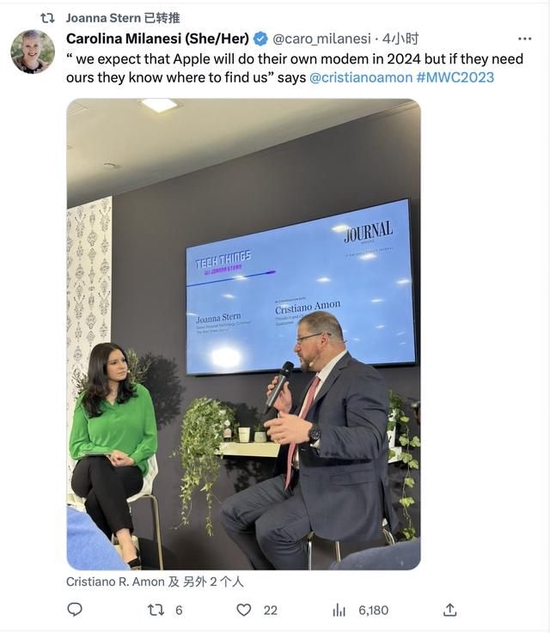 Joanna Stern 已转推
Carolina Milanesi (She/Her) @caro_milanesi · 4小时
“ we expect that Apple will do their own modem in 2024 but if they need
ours they know where to find us” says @cristianoamon #MWC2023
JOURNAL
TECH THINGS
W/ JOANNA STERN
Joanna Stern
Cristiano Amon
Cristiano R. Amon 及 另外 2 个人
6
22
6,180